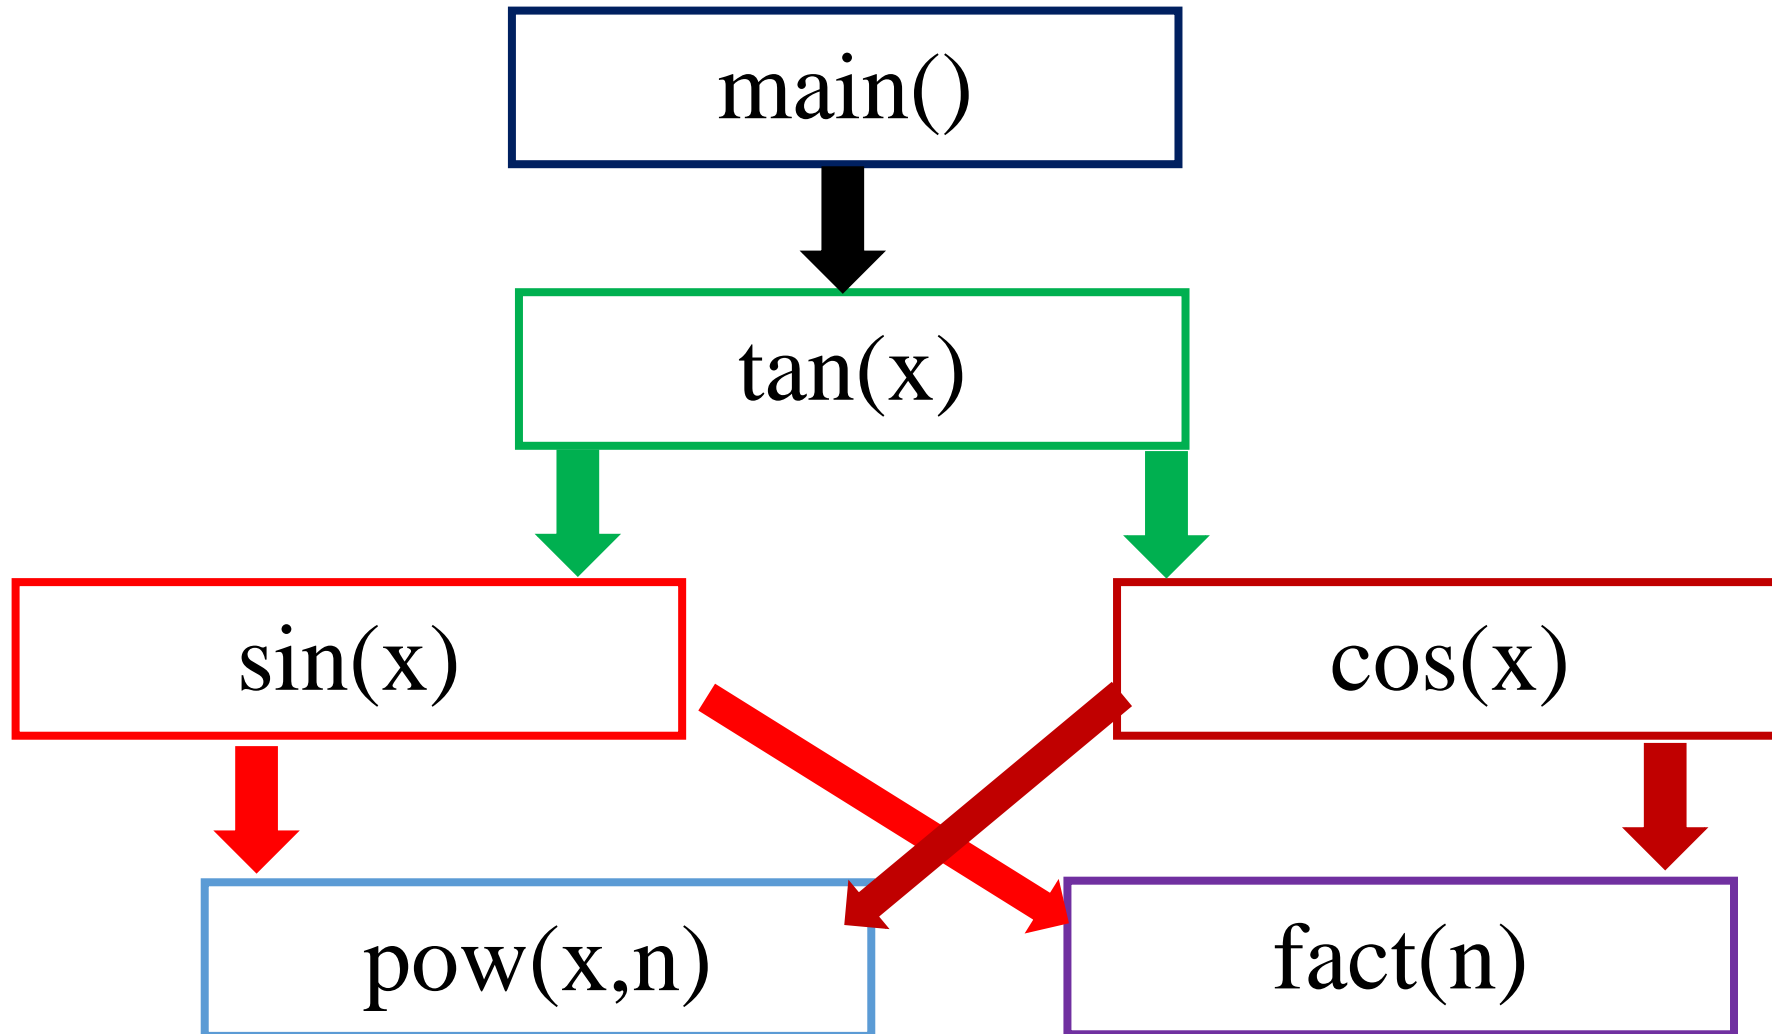 main()
tan(x)
sin(x)
cos(x)
pow(x,n)
fact(n)